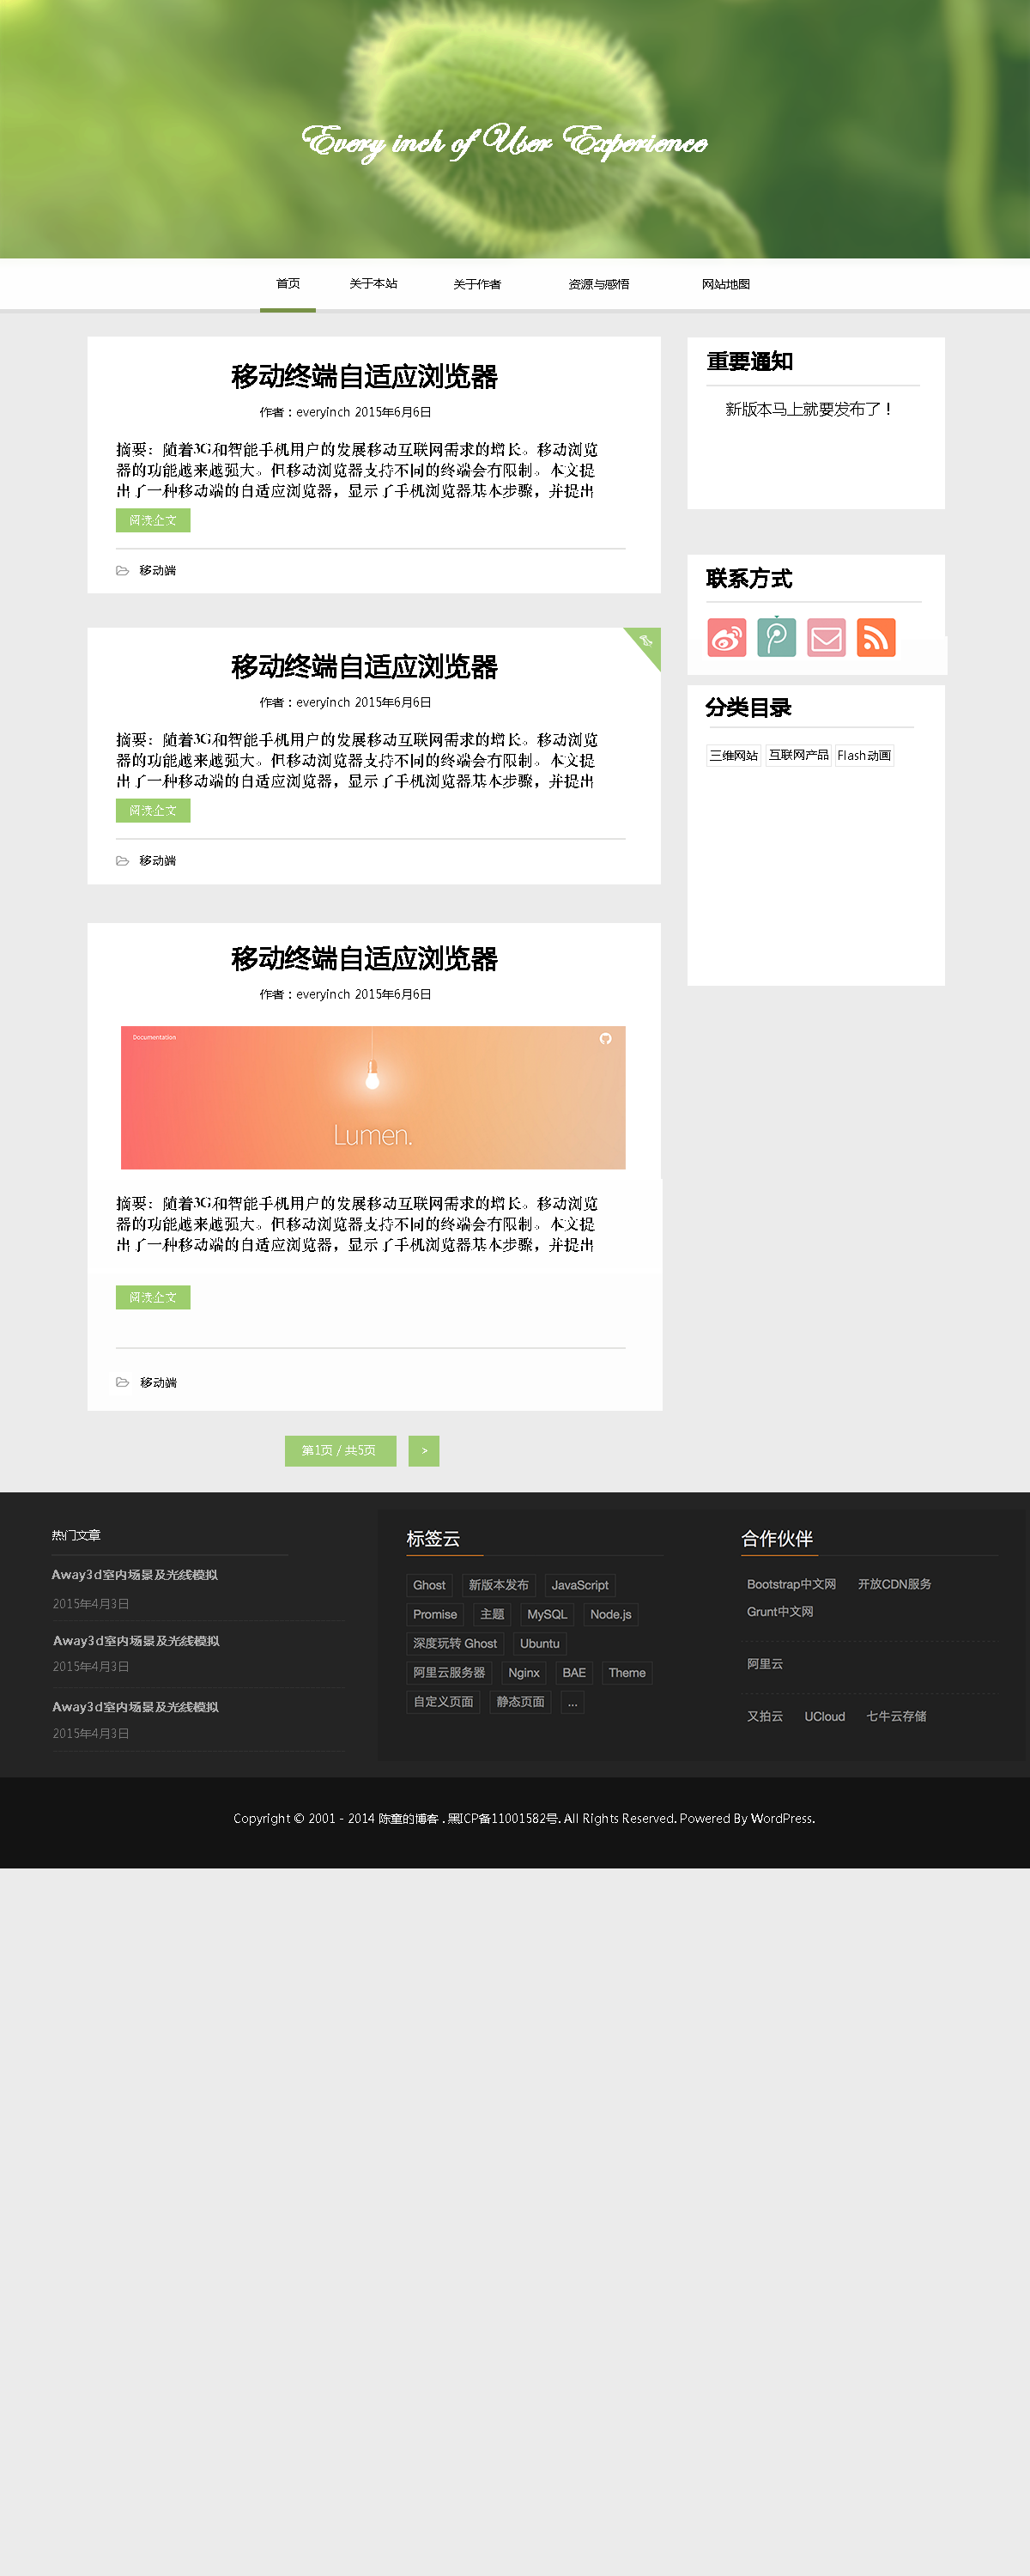 Every inch of User Experience
首页 关于本站 关于作者 资源与感悟 网站地图
移动终端自适应浏览器
作者：everyinch 2015年6月6日
摘要：随着3G和智能手机用户的发展移动互联网需求的增长。移动浏览
器的功能越来越强大。但移动浏览器支持不同的终端会有限制。本文提
出了一种移动端的自适应浏览器，显示了手机浏览器基本步骤，并提出
阅读全文
移动端
移动终端自适应浏览器
作者：everyinch 2015年6月6日
摘要：随着3G和智能手机用户的发展移动互联网需求的增长。移动浏览
器的功能越来越强大。但移动浏览器支持不同的终端会有限制。本文提
出了一种移动端的自适应浏览器，显示了手机浏览器基本步骤，并提出
阅读全文
移动端
移动终端自适应浏览器
作者：everyinch 2015年6月6日
Documentation
Lumen.
摘要：随着3G和智能手机用户的发展移动互联网需求的增长。移动浏览
器的功能越来越强大。但移动浏览器支持不同的终端会有限制。本文提
出了一种移动端的自适应浏览器，显示了手机浏览器基本步骤，并提出
阅读全文
移动端
第1页 / 共5页 >
重要通知
新版本马上就要发布了！
联系方式
分类目录
三维网站 互联网产品 Flash动画
热门文章
Away3d室内场景及光线模拟
2015年4月3日
Away3d室内场景及光线模拟
2015年4月3日
Away3d室内场景及光线模拟
2015年4月3日
标签云
Ghost 新版本发布 JavaScript
Promise 主题 MySQL Node.js
深度玩转 Ghost Ubuntu
阿里云服务器 Nginx BAE Theme
自定义页面 静态页面 ...
合作伙伴
Bootstrap中文网 开放CDN服务
Grunt中文网
阿里云
又拍云 UCloud 七牛云存储
Copyright © 2001 - 2014 陈童的博客 . 黑ICP备11001582号. All Rights Reserved. Powered By WordPress.